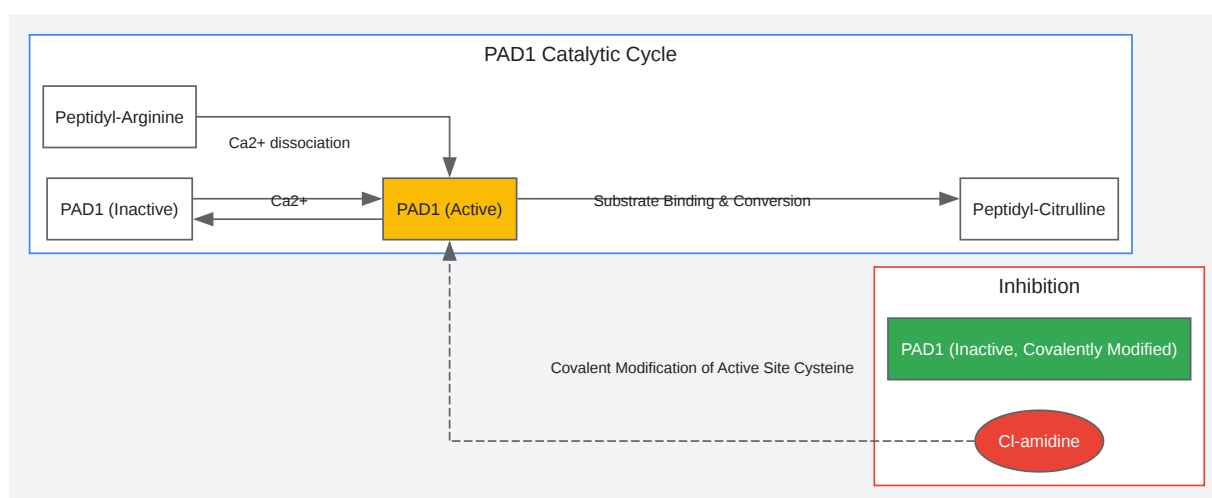 PAD1 Catalytic Cycle
Peptidyl-Arginine
Ca2+ dissociation
PAD1 (Inactive)
Ca2+
PAD1 (Active)
Substrate Binding & Conversion
Peptidyl-Citrulline
Inhibition
PAD1 (Inactive, Covalently Modified)
Covalent Modification of Active Site Cysteine
Cl-amidine